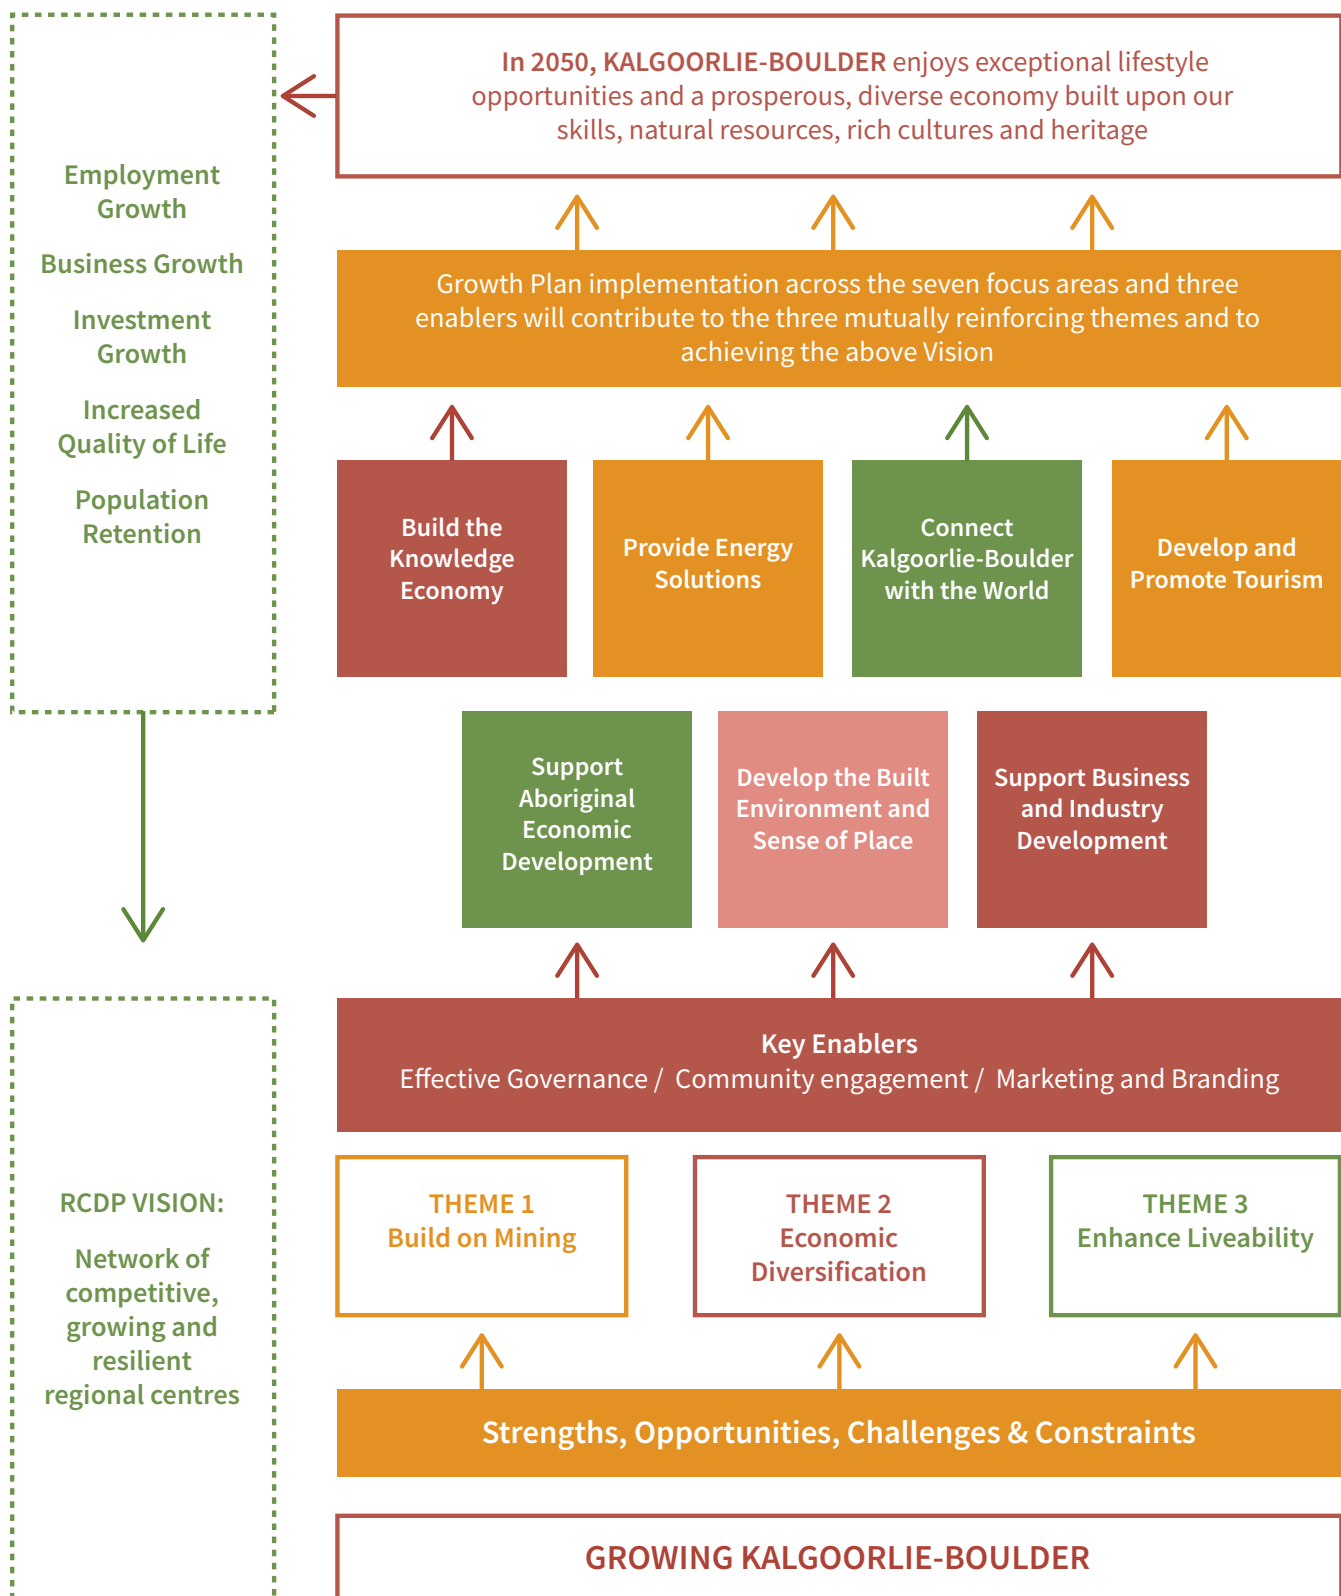 Employment
Growth
Business Growth
Investment
Growth
Increased
Quality of Life
Population
Retention
RCDP VISION:
Network of
competitive,
growing and
resilient
regional centres
In 2050, KALGOORLIE-BOULDER enjoys exceptional lifestyle
opportunities and a prosperous, diverse economy built upon our
skills, natural resources, rich cultures and heritage
Growth Plan implementation across the seven focus areas and three
enablers will contribute to the three mutually reinforcing themes and to
achieving the above Vision
Build the
Knowledge
Economy
Provide Energy
Solutions
Connect
Kalgoorlie-Boulder
with the World
Develop and
Promote Tourism
Support
Aboriginal
Economic
Development
Develop the Built
Environment and
Sense of Place
Support Business
and Industry
Development
Key Enablers
Effective Governance / Community engagement / Marketing and Branding
THEME 1
Build on Mining
THEME 2
Economic
Diversification
THEME 3
Enhance Liveability
Strengths, Opportunities, Challenges & Constraints
GROWING KALGOORLIE-BOULDER